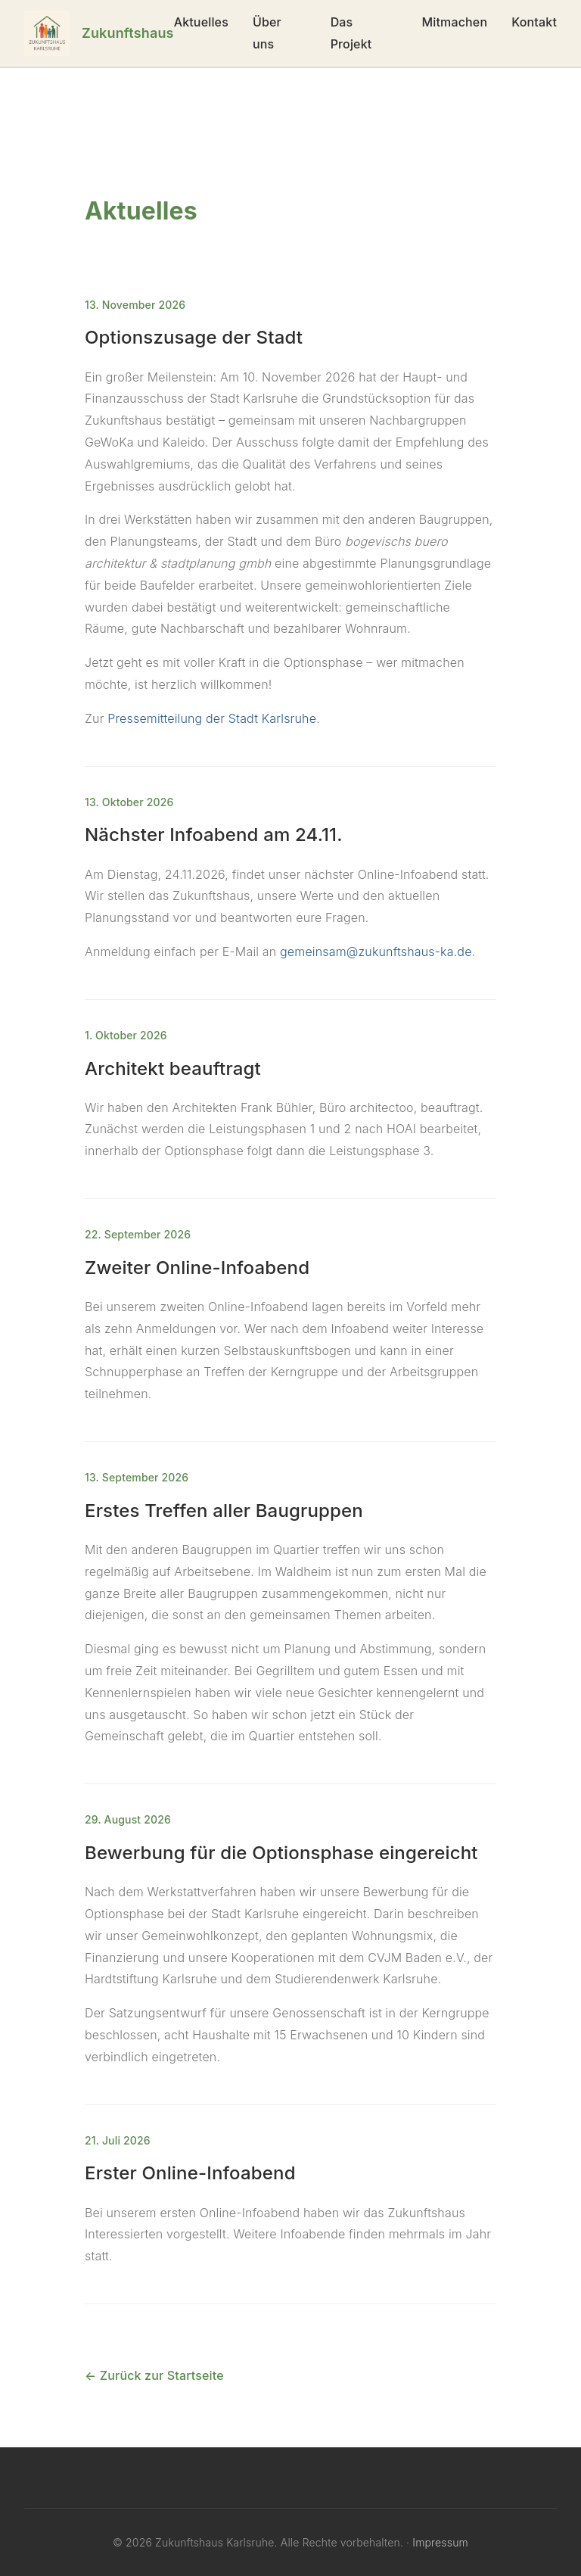 ZUKUNFTSHAUS
KARLSRUHE
Zukunftshaus
Aktuelles
Über
uns
Das
Projekt
Mitmachen
Kontakt
Aktuelles
13. November 2026
Optionszusage der Stadt
Ein großer Meilenstein: Am 10. November 2026 hat der Haupt- und
Finanzausschuss der Stadt Karlsruhe die Grundstücksoption für das
Zukunftshaus bestätigt – gemeinsam mit unseren Nachbargruppen
GeWoKa und Kaleido. Der Ausschuss folgte damit der Empfehlung des
Auswahlgremiums, das die Qualität des Verfahrens und seines
Ergebnisses ausdrücklich gelobt hat.
In drei Werkstätten haben wir zusammen mit den anderen Baugruppen,
den Planungsteams, der Stadt und dem Büro bogevischs buero
architektur & stadtplanung gmbh eine abgestimmte Planungsgrundlage
für beide Baufelder erarbeitet. Unsere gemeinwohlorientierten Ziele
wurden dabei bestätigt und weiterentwickelt: gemeinschaftliche
Räume, gute Nachbarschaft und bezahlbarer Wohnraum.
Jetzt geht es mit voller Kraft in die Optionsphase – wer mitmachen
möchte, ist herzlich willkommen!
Zur Pressemitteilung der Stadt Karlsruhe.
13. Oktober 2026
Nächster Infoabend am 24.11.
Am Dienstag, 24.11.2026, findet unser nächster Online-Infoabend statt.
Wir stellen das Zukunftshaus, unsere Werte und den aktuellen
Planungsstand vor und beantworten eure Fragen.
Anmeldung einfach per E-Mail an gemeinsam@zukunftshaus-ka.de.
1. Oktober 2026
Architekt beauftragt
Wir haben den Architekten Frank Bühler, Büro architectoo, beauftragt.
Zunächst werden die Leistungsphasen 1 und 2 nach HOAI bearbeitet,
innerhalb der Optionsphase folgt dann die Leistungsphase 3.
22. September 2026
Zweiter Online-Infoabend
Bei unserem zweiten Online-Infoabend lagen bereits im Vorfeld mehr
als zehn Anmeldungen vor. Wer nach dem Infoabend weiter Interesse
hat, erhält einen kurzen Selbstauskunftsbogen und kann in einer
Schnupperphase an Treffen der Kerngruppe und der Arbeitsgruppen
teilnehmen.
13. September 2026
Erstes Treffen aller Baugruppen
Mit den anderen Baugruppen im Quartier treffen wir uns schon
regelmäßig auf Arbeitsebene. Im Waldheim ist nun zum ersten Mal die
ganze Breite aller Baugruppen zusammengekommen, nicht nur
diejenigen, die sonst an den gemeinsamen Themen arbeiten.
Diesmal ging es bewusst nicht um Planung und Abstimmung, sondern
um freie Zeit miteinander. Bei Gegrilltem und gutem Essen und mit
Kennenlernspielen haben wir viele neue Gesichter kennengelernt und
uns ausgetauscht. So haben wir schon jetzt ein Stück der
Gemeinschaft gelebt, die im Quartier entstehen soll.
29. August 2026
Bewerbung für die Optionsphase eingereicht
Nach dem Werkstattverfahren haben wir unsere Bewerbung für die
Optionsphase bei der Stadt Karlsruhe eingereicht. Darin beschreiben
wir unser Gemeinwohlkonzept, den geplanten Wohnungsmix, die
Finanzierung und unsere Kooperationen mit dem CVJM Baden e.V., der
Hardtstiftung Karlsruhe und dem Studierendenwerk Karlsruhe.
Der Satzungsentwurf für unsere Genossenschaft ist in der Kerngruppe
beschlossen, acht Haushalte mit 15 Erwachsenen und 10 Kindern sind
verbindlich eingetreten.
21. Juli 2026
Erster Online-Infoabend
Bei unserem ersten Online-Infoabend haben wir das Zukunftshaus
Interessierten vorgestellt. Weitere Infoabende finden mehrmals im Jahr
statt.
← Zurück zur Startseite
© 2026 Zukunftshaus Karlsruhe. Alle Rechte vorbehalten. · Impressum